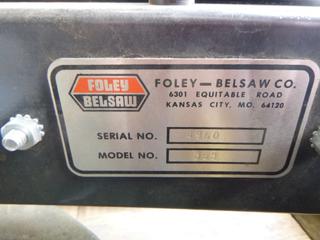 FOLEY
BELSAW
FOLEY—BELSAW CO.
6301 EQUITABLE ROAD
KANSAS CITY, MO. 64120
SERIAL NO.
MODEL NO.